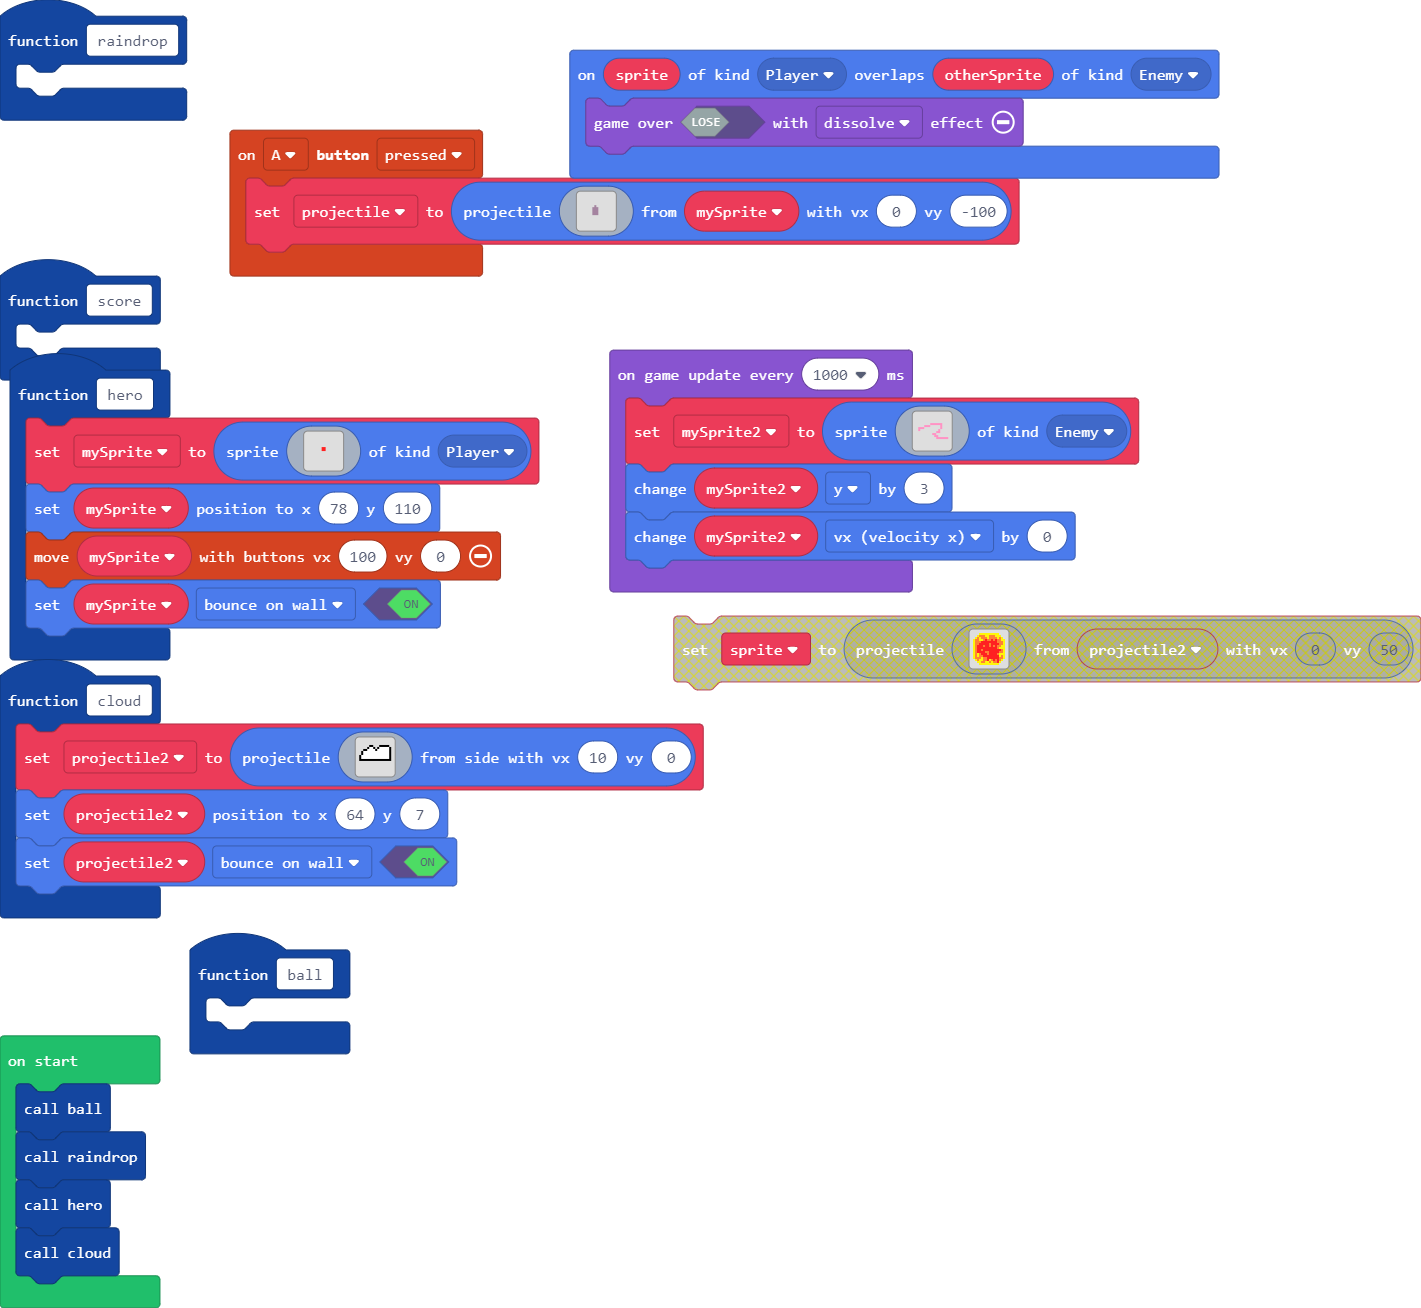 function raindrop
on sprite of kind Player overlaps otherSprite of kind Enemy
game over LOSE with dissolve effect
on A button pressed
set projectile to projectile from mySprite with vx 0 vy -100
function score
function hero
set mySprite to sprite of kind Player
set mySprite position to x 78 y 110
move mySprite with buttons vx 100 vy 0
set mySprite bounce on wall ON
on game update every 1000 ms
set mySprite2 to sprite of kind Enemy
change mySprite2 y by 3
change mySprite2 vx (velocity x) by 0
set sprite to projectile from projectile2 with vx 0 vy 50
function cloud
set projectile2 to projectile from side with vx 10 vy 0
set projectile2 position to x 64 y 7
set projectile2 bounce on wall ON
function ball
on start
call ball
call raindrop
call hero
call cloud